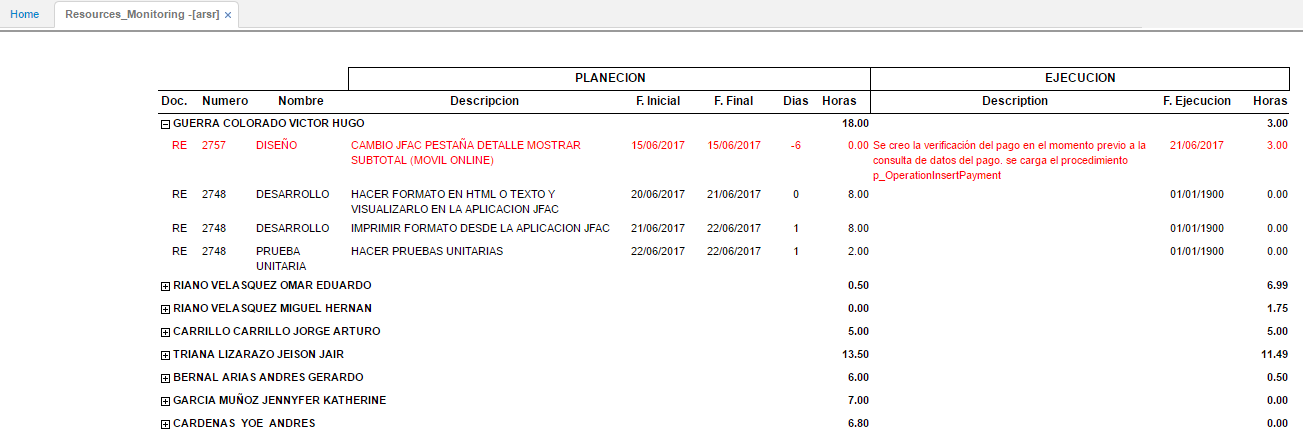 Home Resources_Monitoring -[arsr] ×
PLANECION EJECUCION
Doc. Numero Nombre Descripcion F. Inicial F. Final Dias Horas Description F. Ejecucion Horas
GUERRA COLORADO VICTOR HUGO 18.00 3.00
RE 2757 DISEÑO CAMBIO JFAC PESTAÑA DETALLE MOSTRAR 15/06/2017 15/06/2017 -6 0.00 Se creo la verificación del pago en el momento previo a la 21/06/2017 3.00
SUBTOTAL (MOVIL ONLINE) consulta de datos del pago. se carga el procedimiento
p_OperationInsertPayment
RE 2748 DESARROLLO HACER FORMATO EN HTML O TEXTO Y 20/06/2017 21/06/2017 0 8.00 01/01/1900 0.00
VISUALIZARLO EN LA APLICACION JFAC
RE 2748 DESARROLLO IMPRIMIR FORMATO DESDE LA APLICACION JFAC 21/06/2017 22/06/2017 1 8.00 01/01/1900 0.00
RE 2748 PRUEBA HACER PRUEBAS UNITARIAS 22/06/2017 22/06/2017 1 2.00 01/01/1900 0.00
UNITARIA
RIANO VELASQUEZ OMAR EDUARDO 0.50 6.99
RIANO VELASQUEZ MIGUEL HERNAN 0.00 1.75
CARRILLO CARRILLO JORGE ARTURO 5.00 5.00
TRIANA LIZARAZO JEISON JAIR 13.50 11.49
BERNAL ARIAS ANDRES GERARDO 6.00 0.50
GARCIA MUÑOZ JENNYFER KATHERINE 7.00 0.00
CARDENAS YOE ANDRES 6.80 0.00